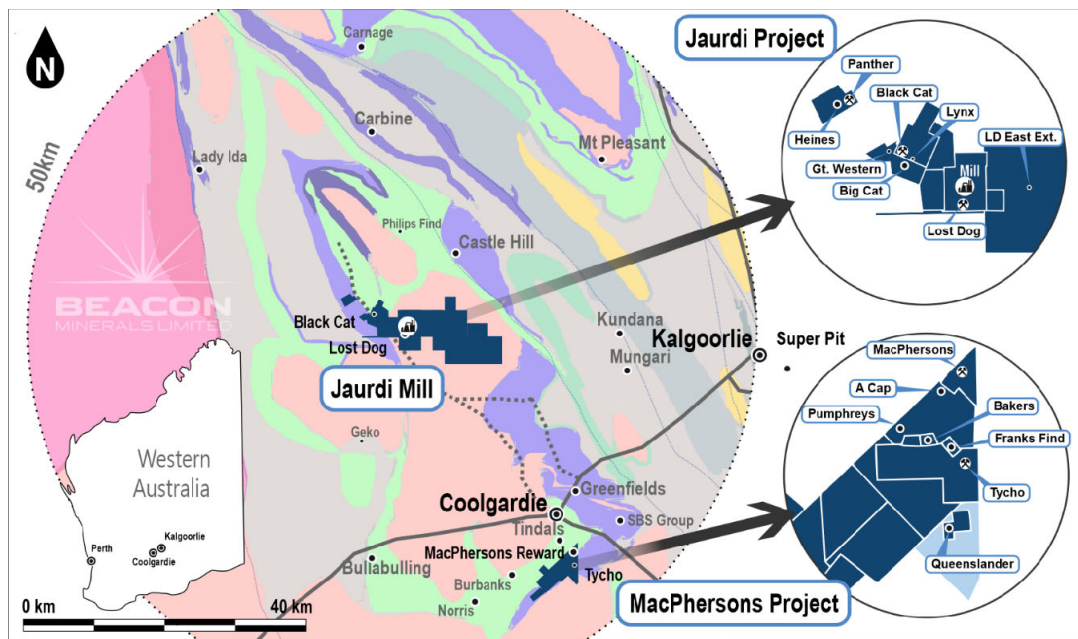 N
50km
Carnage
Carbine
Lady Ida
Mt Pleasant
Philips Find
Castle Hill
BEACON
MINERALS LIMITED
Black Cat
Lost Dog
Jaurdi Mill
Kundana
Mungari
Kalgoorlie
Super Pit
Geko
Western
Australia
Perth
Kalgoorlie
Coolgardie
Coolgardie
Greenfields
SBS Group
Tindals
MacPhersons Reward
Tycho
Bullabulling
Burbanks
Norris
0 km
40 km
Jaurdi Project
Panther
Black Cat
Lynx
Heines
LD East Ext.
Gt. Western
Mill
Big Cat
Lost Dog
MacPhersons
A Cap
Pumphreys
Bakers
Franks Find
Tycho
Queenslander
MacPhersons Project